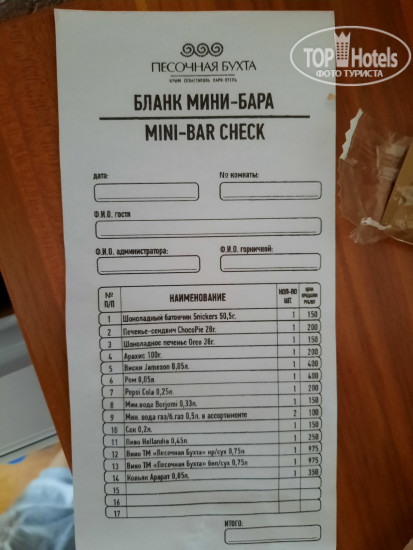 TOP Hotels
ФОТО ТУРИСТА
ПЕСОЧНАЯ БУХТА
КРЫМ СЕВАСТОПОЛЬ ПАРК-ОТЕЛЬ
БЛАНК МИНИ-БАРА
MINI-BAR CHECK
дата: № комнаты:
Ф.И.О. гостя
Ф.И.О. администратора: Ф.И.О. горничной:
№ П/П НАИМЕНОВАНИЕ КОЛ-ВО ШТ. ЦЕНА ПРОДАЖИ РУБЛЕЙ
1 Шоколадный батончик Snickers 50,5г. 1 150
2 Печенье-сендвич ChocoPie 28г. 1 200
3 Шоколадное печенье Oreo 28г. 1 200
4 Арахис 100г. 1 200
5 Виски Jameson 0,05л. 1 400
6 Ром 0,05л. 1 400
7 Pepsi Cola 0,25л. 1 200
8 Мин.вода Borjomi 0,33л. 1 150
9 Мин. вода газ/б.газ 0,5л. в ассортименте 2 100
10 Сок 0,2л. 1 150
11 Пиво Hollandia 0,45л. 1 250
12 Вино ТМ «Песочная Бухта» кр/сух 0,75л 1 975
13 Вино ТМ «Песочная Бухта» бел/сух 0,75л 1 975
14 Коньяк Арарат 0,05л. 1 350
15
16
17
ИТОГО: